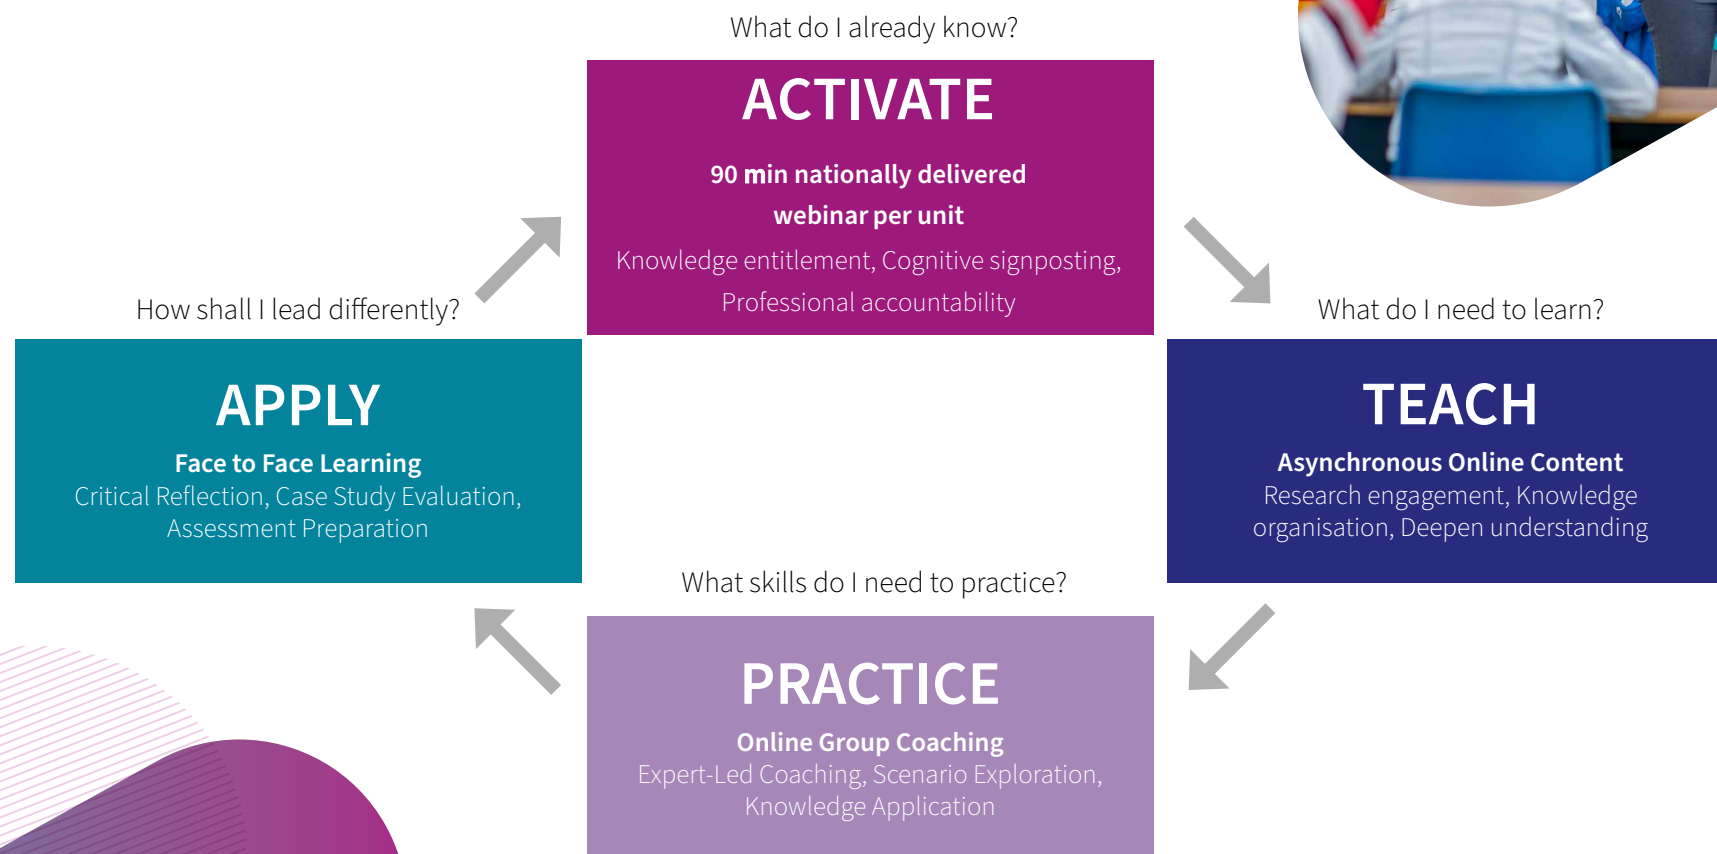 What do I already know?
ACTIVATE
90 min nationally delivered
webinar per unit
Knowledge entitlement, Cognitive signposting,
Professional accountability
How shall I lead differently?
APPLY
Face to Face Learning
Critical Reflection, Case Study Evaluation,
Assessment Preparation
What do I need to learn?
TEACH
Asynchronous Online Content
Research engagement, Knowledge
organisation, Deepen understanding
What skills do I need to practice?
PRACTICE
Online Group Coaching
Expert-Led Coaching, Scenario Exploration,
Knowledge Application